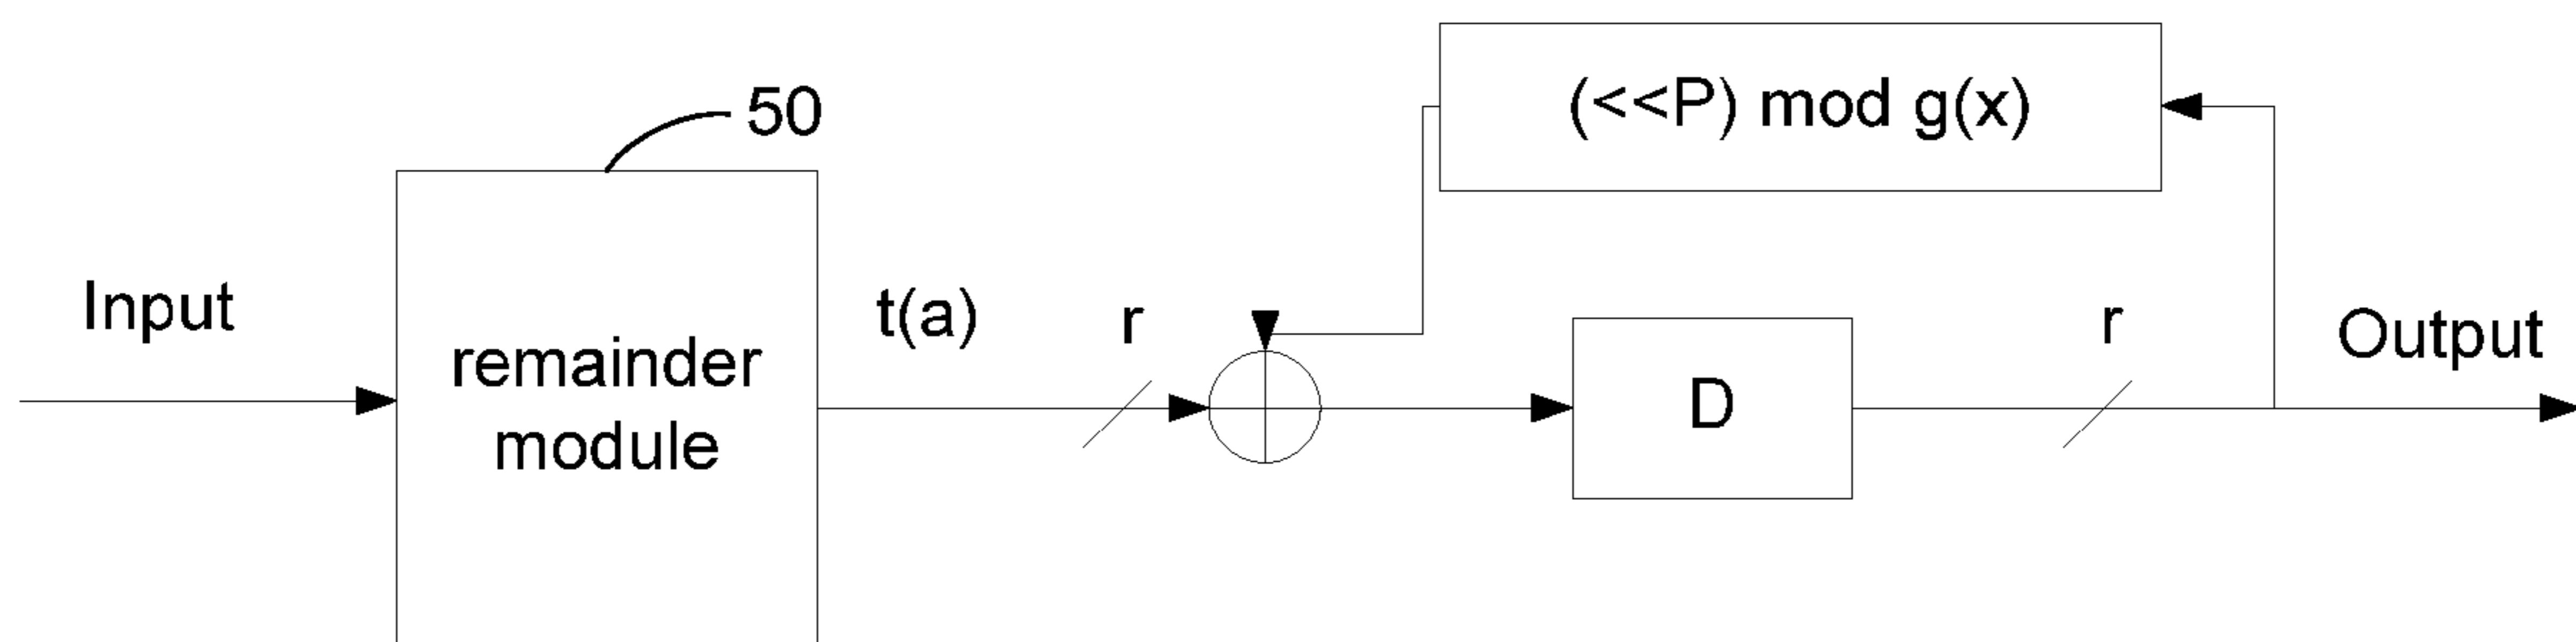 (<<P) mod g(x)
50
Input
t(a)
r
r
Output
remainder
module
D